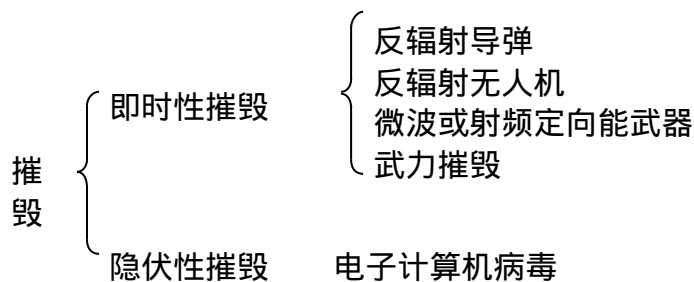 反辐射导弹
反辐射无人机
即时性摧毁
微波或射频定向能武器
武力摧毁
摧
毁
隐伏性摧毁 电子计算机病毒